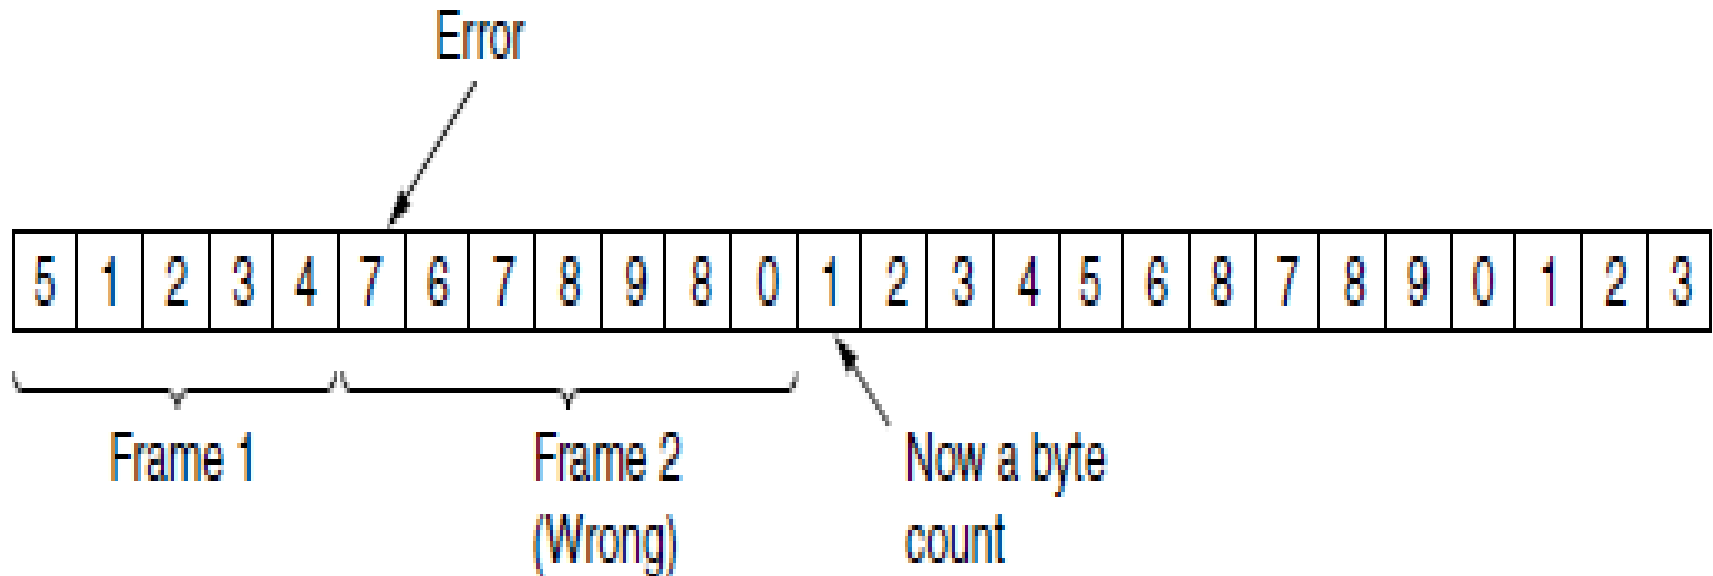 Error
5 1 2 3 4 7 6 7 8 9 8 0 1 2 3 4 5 6 8 7 8 9 0 1 2 3
Frame 1
Frame 2
(Wrong)
Now a byte
count